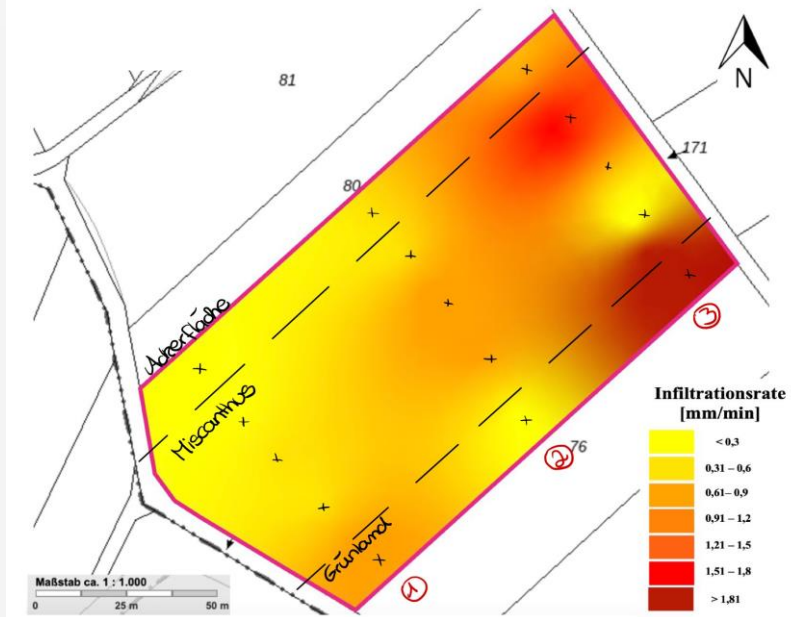 81
N
171
80
Ackerfläche
Miscanthus
3
Infiltrationsrate
[mm/min]
< 0,3
0,31 – 0,6
0,61– 0,9
0,91 – 1,2
1,21 – 1,5
1,51 – 1,8
> 1,81
76
2
Grünland
1
Maßstab ca. 1 : 1.000
0 25 m 50 m